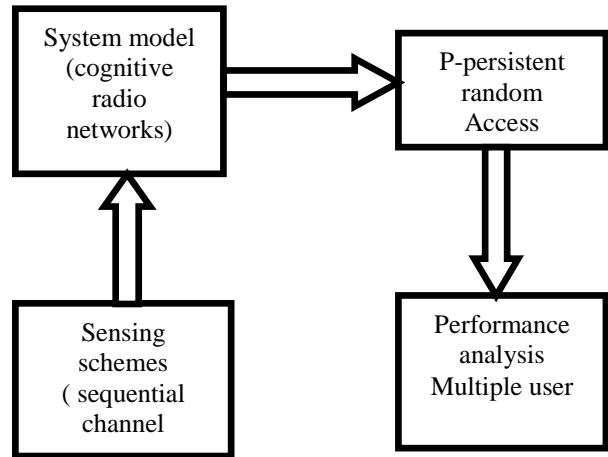 System model
(cognitive
radio
networks)
P-persistent
random
Access
Sensing
schemes
( sequential
channel
Performance
analysis
Multiple user